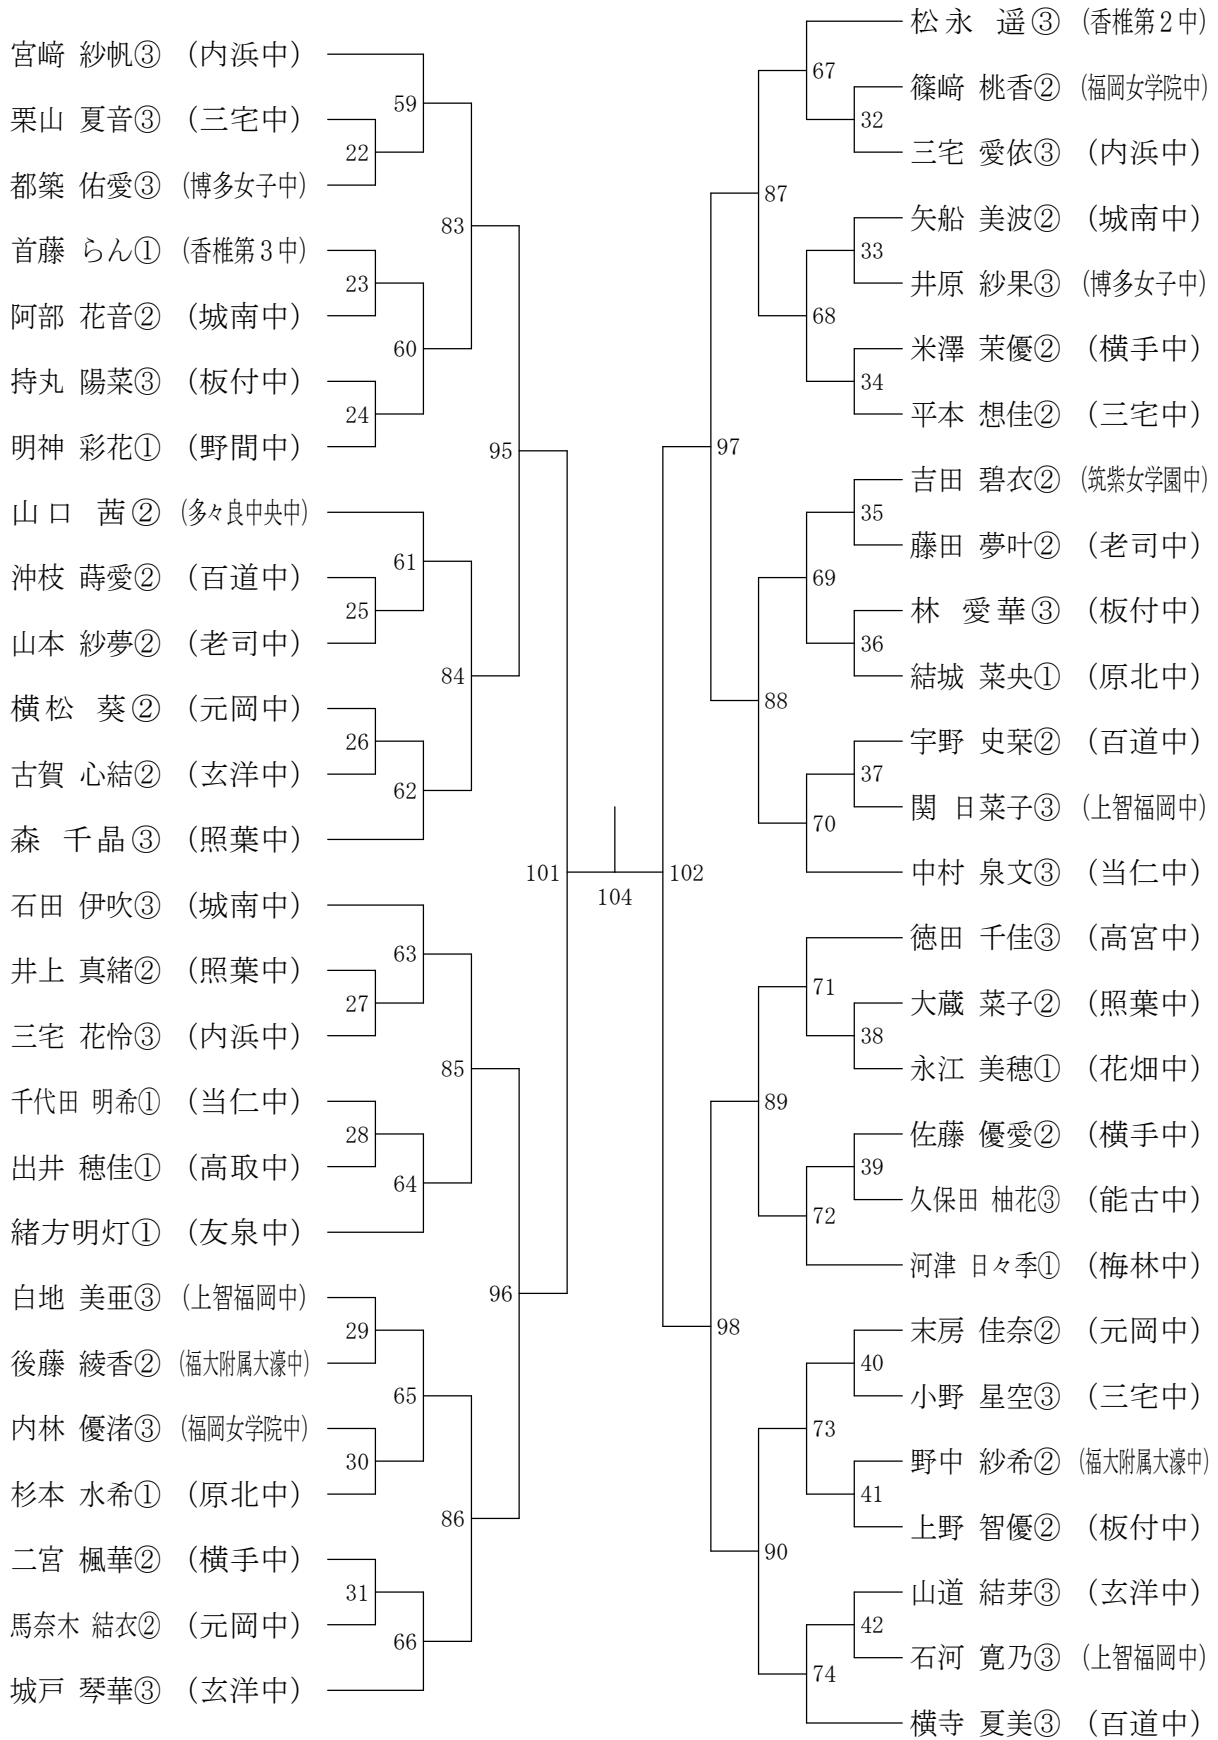 宮﨑 紗帆③ (内浜中)
栗山 夏音③ (三宅中)
都築 佑愛③ (博多女子中)
首藤 らん① (香椎第3中)
阿部 花音② (城南中)
持丸 陽菜③ (板付中)
明神 彩花① (野間中)
山口 茜② (多々良中央中)
沖枝 蒔愛② (百道中)
山本 紗夢② (老司中)
横松 葵② (元岡中)
古賀 心結② (玄洋中)
森 千晶③ (照葉中)
石田 伊吹③ (城南中)
井上 真緒② (照葉中)
三宅 花怜③ (内浜中)
千代田 明希① (当仁中)
出井 穂佳① (高取中)
緒方明灯① (友泉中)
白地 美亜③ (上智福岡中)
後藤 綾香② (福大附属大濠中)
内林 優渚③ (福岡女学院中)
杉本 水希① (原北中)
二宮 楓華② (横手中)
馬奈木 結衣② (元岡中)
城戸 琴華③ (玄洋中)
22
23
24
25
26
27
28
29
30
31
59
60
61
62
63
64
65
66
83
84
85
86
95
96
101
104
102
97
98
87
88
89
90
67
68
69
70
71
72
73
74
32
33
34
35
36
37
38
39
40
41
42
松永 遥③ (香椎第2中)
篠﨑 桃香② (福岡女学院中)
三宅 愛依③ (内浜中)
矢船 美波② (城南中)
井原 紗果③ (博多女子中)
米澤 茉優② (横手中)
平本 想佳② (三宅中)
吉田 碧衣② (筑紫女学園中)
藤田 夢叶② (老司中)
林 愛華③ (板付中)
結城 菜央① (原北中)
宇野 史栞② (百道中)
関 日菜子③ (上智福岡中)
中村 泉文③ (当仁中)
徳田 千佳③ (高宮中)
大蔵 菜子② (照葉中)
永江 美穂① (花畑中)
佐藤 優愛② (横手中)
久保田 柚花③ (能古中)
河津 日々季① (梅林中)
末房 佳奈② (元岡中)
小野 星空③ (三宅中)
野中 紗希② (福大附属大濠中)
上野 智優② (板付中)
山道 結芽③ (玄洋中)
石河 寛乃③ (上智福岡中)
横寺 夏美③ (百道中)